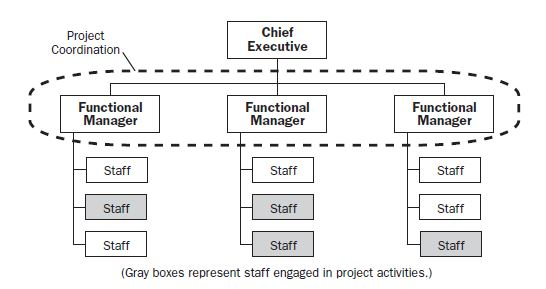 Project
Coordination
Chief
Executive
Functional
Manager
Functional
Manager
Functional
Manager
Staff
Staff
Staff
Staff
Staff
Staff
Staff
Staff
Staff
(Gray boxes represent staff engaged in project activities.)